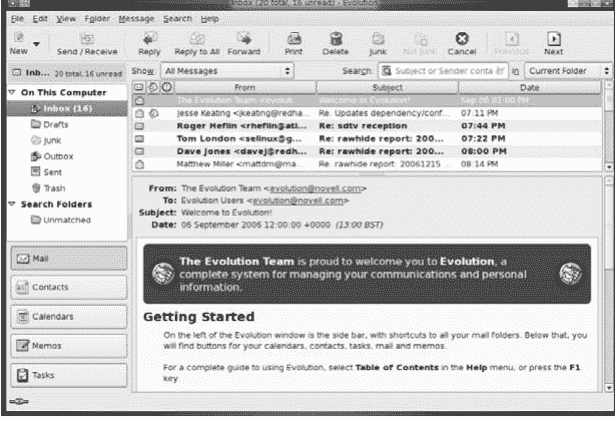 Inbox (20 total, 16 unread) - Evolution
File Edit View Folder Message Search Help
New Send / Receive Reply Reply to All Forward Print Delete Junk Not Junk Cancel Previous Next
Inb... 20 total, 16 unread Show: All Messages Search: Subject or Sender conta in Current Folder
On This Computer
Inbox (16)
Drafts
Junk
Outbox
Sent
Trash
Search Folders
Unmatched
Mail
Contacts
Calendars
Memos
Tasks
From Subject Date
The Evolution Team <evoluti... Welcome to Evolution! Sep 06 01:00 PM
Jesse Keating <jkeating@redha... Re: Updates dependency/conf... 07:11 PM
Roger Heflin <rheflin@ati... Re: sdtv reception 07:44 PM
Tom London <selinux@g... Re: rawhide report: 200... 07:22 PM
Dave Jones <davej@redh... Re: rawhide report: 200... 08:00 PM
Matthew Miller <mattdm@ma... Re: rawhide report: 20061215 ... 08:14 PM
From: The Evolution Team <evolution@novell.com>
To: Evolution Users <evolution@novell.com>
Subject: Welcome to Evolution!
Date: 06 September 2006 12:00:00 +0000 (13:00 BST)
The Evolution Team is proud to welcome you to Evolution, a
complete system for managing your communications and personal
information.
Getting Started
On the left of the Evolution window is the side bar, with shortcuts to all your mail folders. Below that, you
will find buttons for your calendars, contacts, tasks, mail and memos.
For a complete guide to using Evolution, select Table of Contents in the Help menu, or press the F1
key.